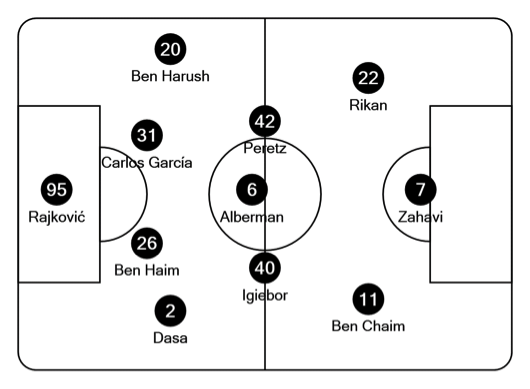 20
Ben Harush
22
Rikan
42
Peretz
31
Carlos García
95
Rajković
6
Alberman
7
Zahavi
26
Ben Haim
40
Igiebor
11
Ben Chaim
2
Dasa